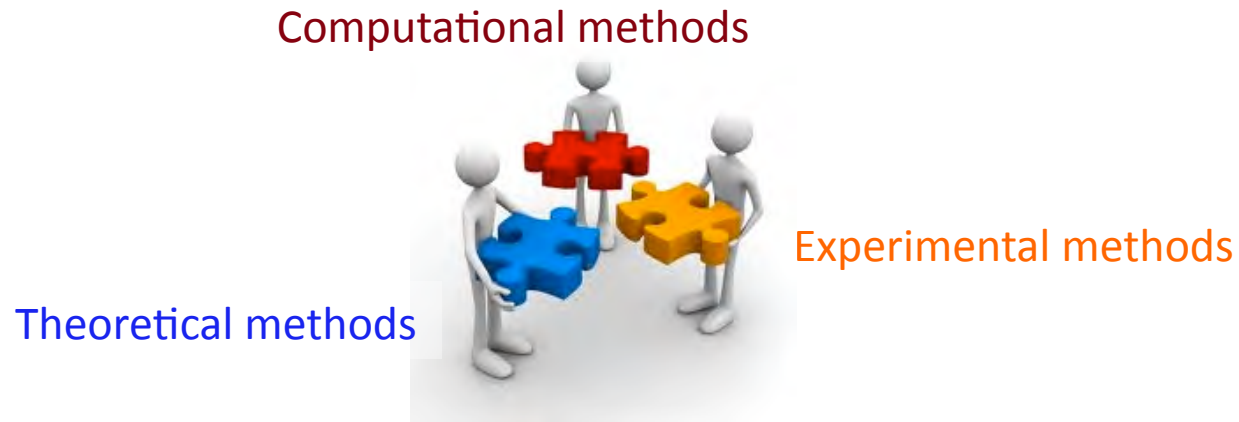 Computational methods
Experimental methods
Theoretical methods